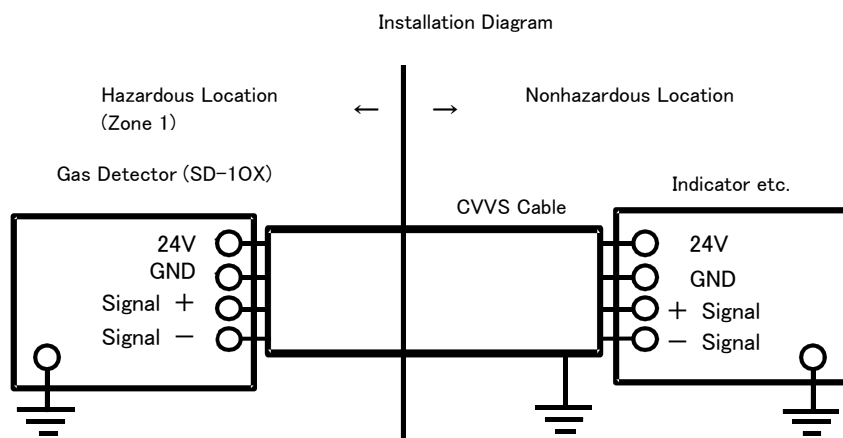 Installation Diagram
Hazardous Location
(Zone 1)
←
→
Nonhazardous Location
Gas Detector (SD-1OX)
CVVS Cable
Indicator etc.
24V
GND
Signal +
Signal -
24V
GND
+ Signal
- Signal